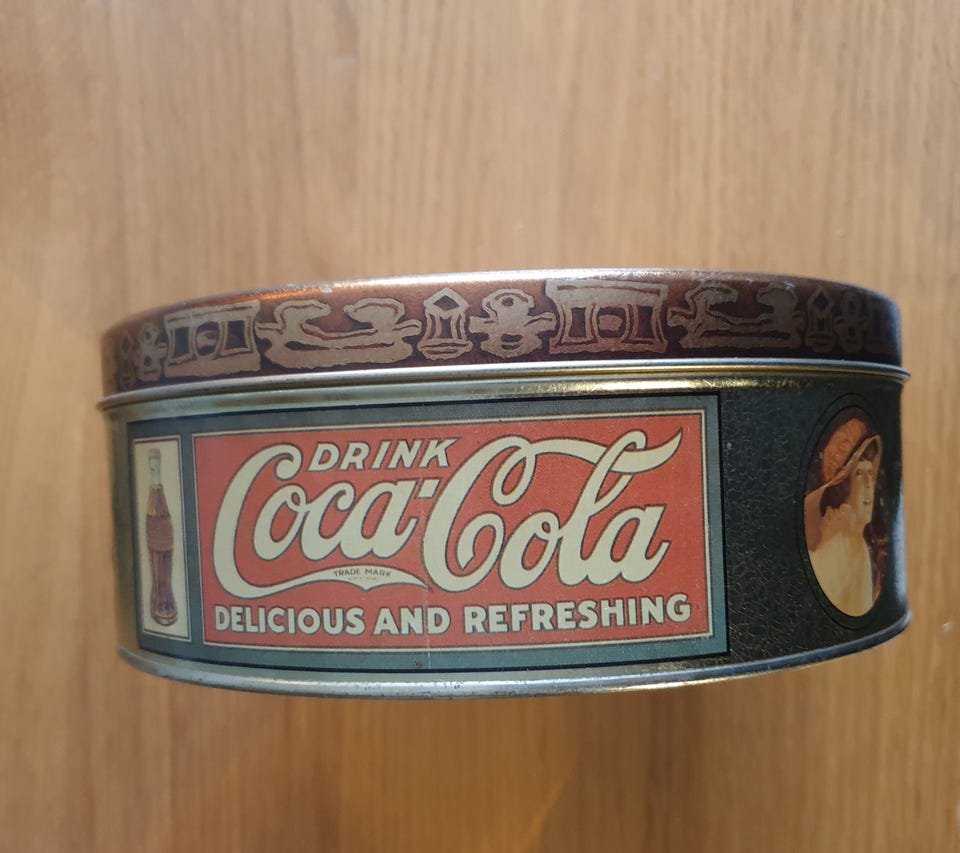 DRINK
Coca-Cola
TRADE MARK
DELICIOUS AND REFRESHING